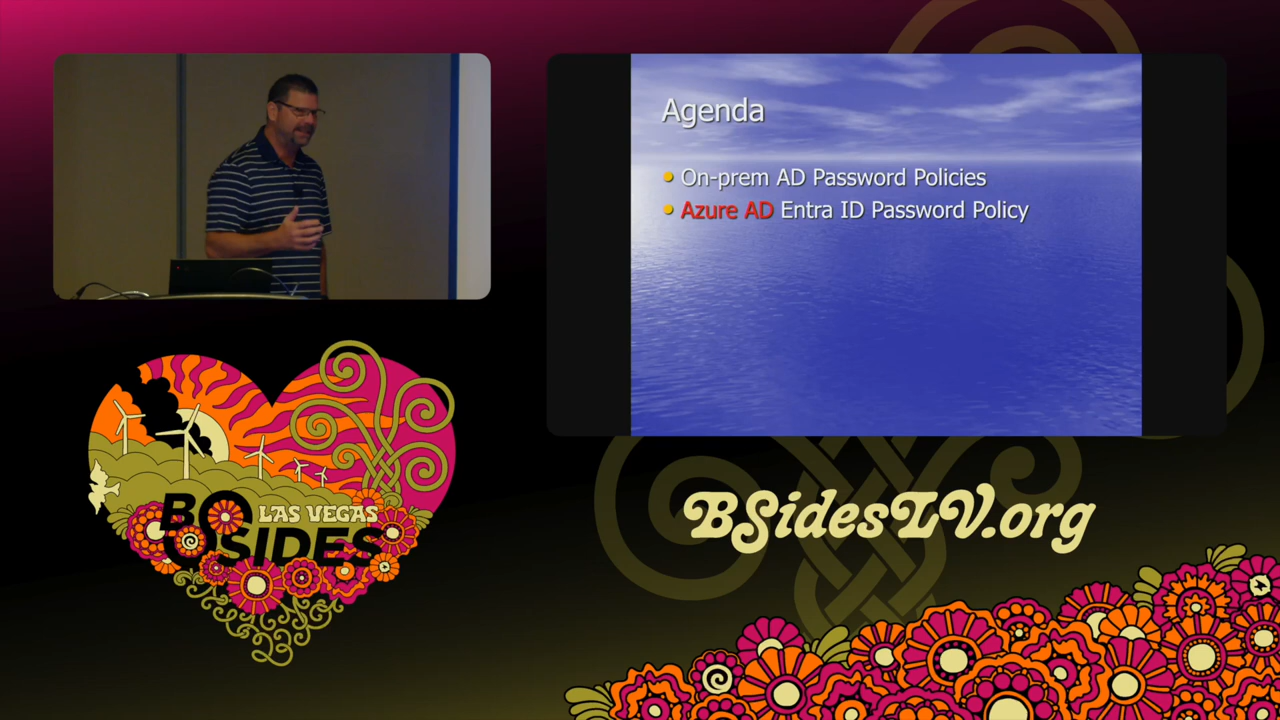 Agenda
On-prem AD Password Policies
Azure AD Entra ID Password Policy
LAS VEGAS
BSIDES
BSidesLV.org